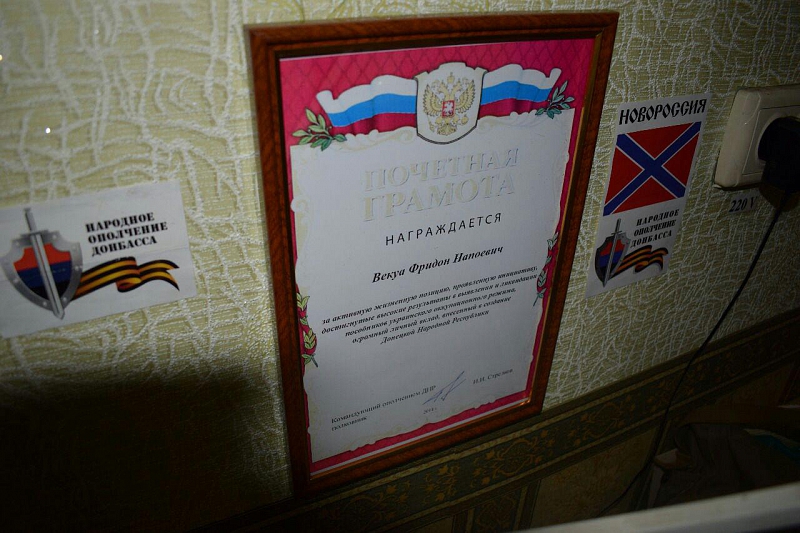 НАРОДНОЕ
ОПОЛЧЕНИЕ
ДОНБАССА
ПОЧЕТНАЯ
ГРАМОТА
НАГРАЖДАЕТСЯ
Векуа Фридон Напоевич
за активную жизненную позицию, проявленную инициативу,
достигнутые высокие результаты в выявлении и ликвидации
пособников украинского оккупационного режима,
огромный личный вклад, внесенный в создание
Донецкой Народной Республики
Командующий ополчением ДНР
полковник
И.И. Стрелков
НОВОРОССИЯ
НАРОДНОЕ
ОПОЛЧЕНИЕ
ДОНБАССА
220 V